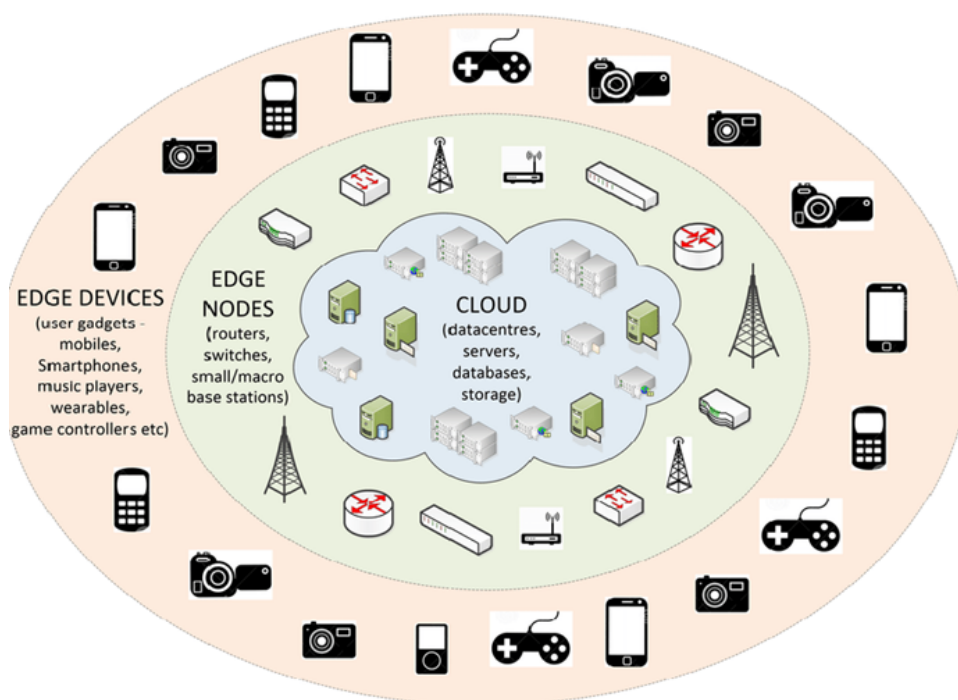 EDGE DEVICES
(user gadgets -
mobiles,
Smartphones,
music players,
wearables,
game controllers etc)
EDGE
NODES
(routers,
switches,
small/macro
base stations)
CLOUD
(datacentres,
servers,
databases,
storage)